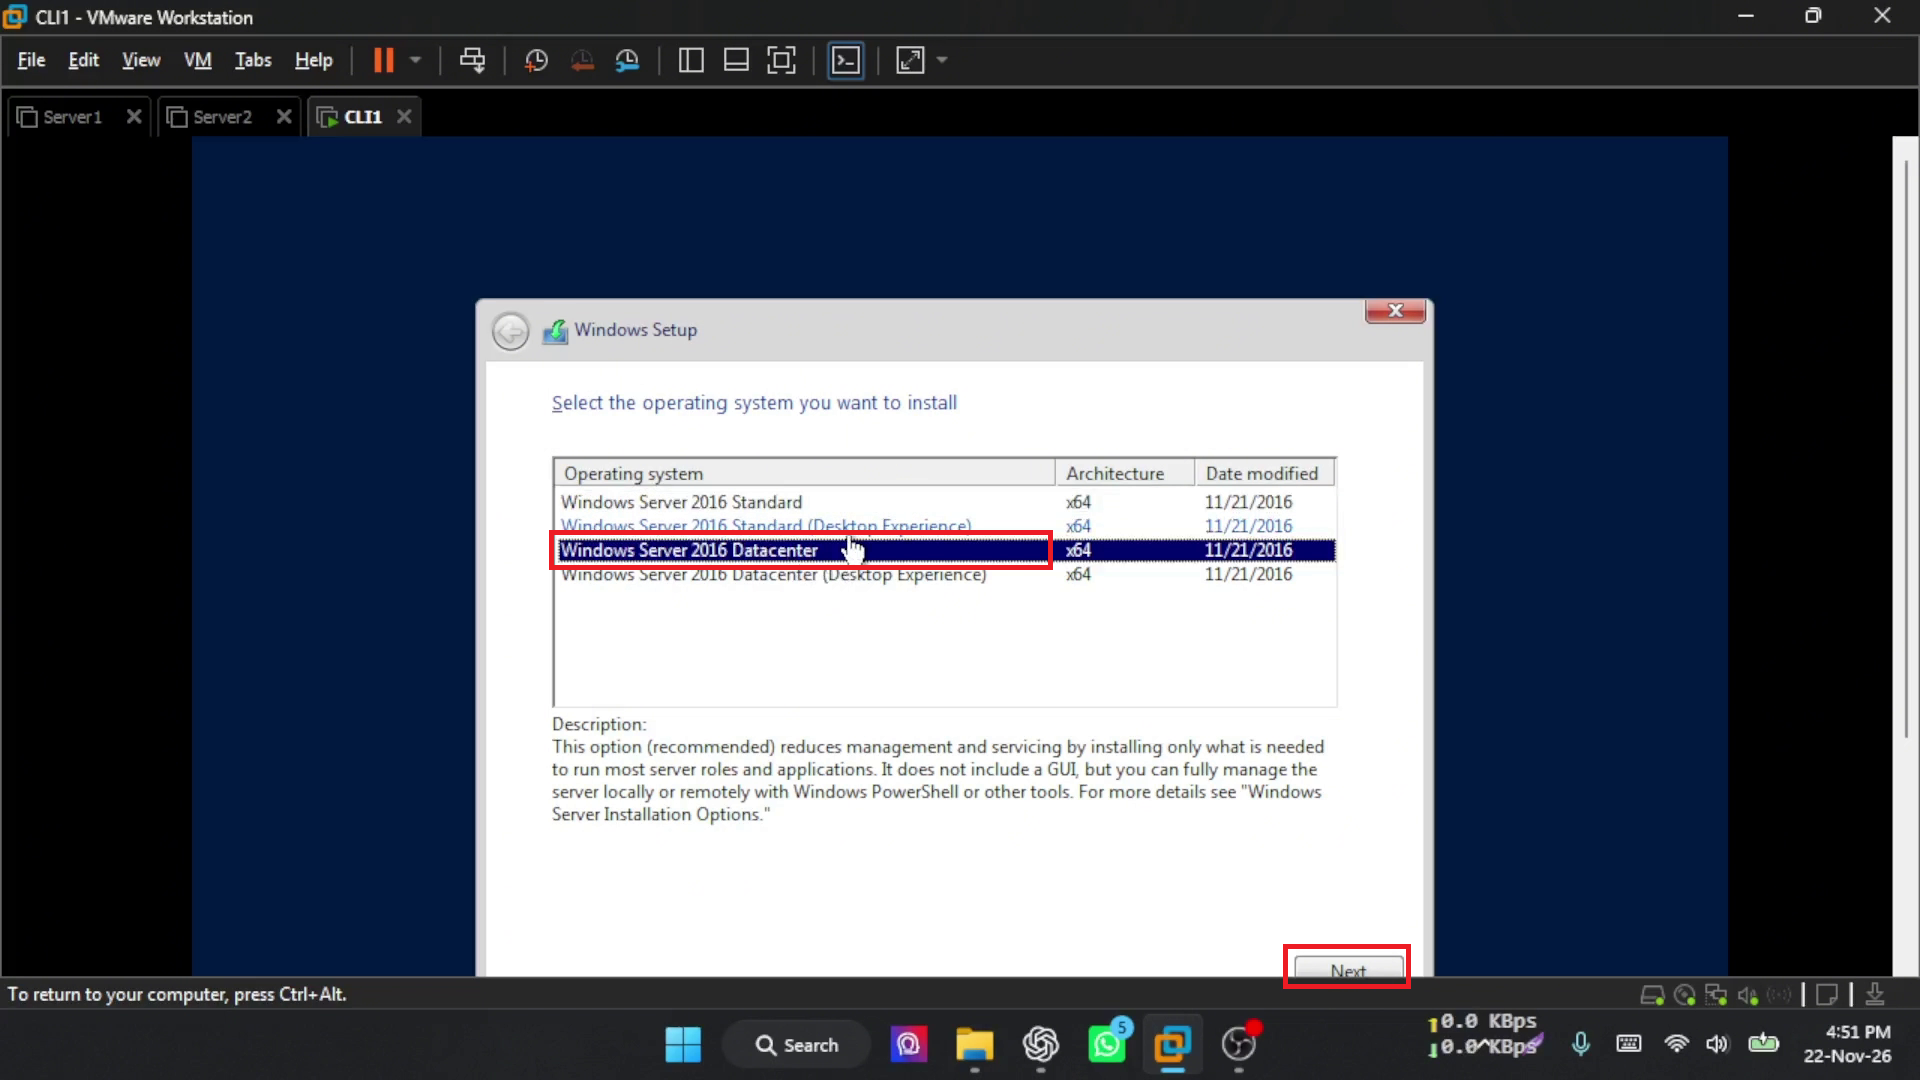 CLI1 - VMware Workstation
File Edit View VM Tabs Help
Server1 Server2 CLI1
Windows Setup
Select the operating system you want to install
Operating system Architecture Date modified
Windows Server 2016 Standard x64 11/21/2016
Windows Server 2016 Standard (Desktop Experience) x64 11/21/2016
Windows Server 2016 Datacenter x64 11/21/2016
Windows Server 2016 Datacenter (Desktop Experience) x64 11/21/2016
Description:
This option (recommended) reduces management and servicing by installing only what is needed
to run most server roles and applications. It does not include a GUI, but you can fully manage the
server locally or remotely with Windows PowerShell or other tools. For more details see "Windows
Server Installation Options."
Next
To return to your computer, press Ctrl+Alt.
Search
5
0.0 KBps
0.0 KBps
4:51 PM
22-Nov-26